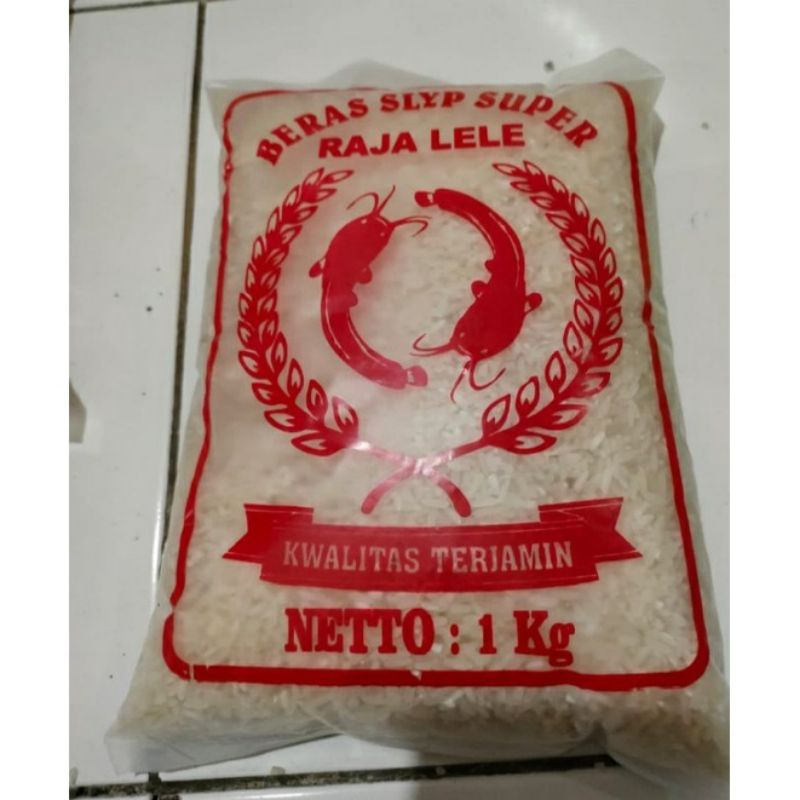 BERAS SLYP SUPER
RAJA LELE
KWALITAS TERJAMIN
NETTO : 1 Kg